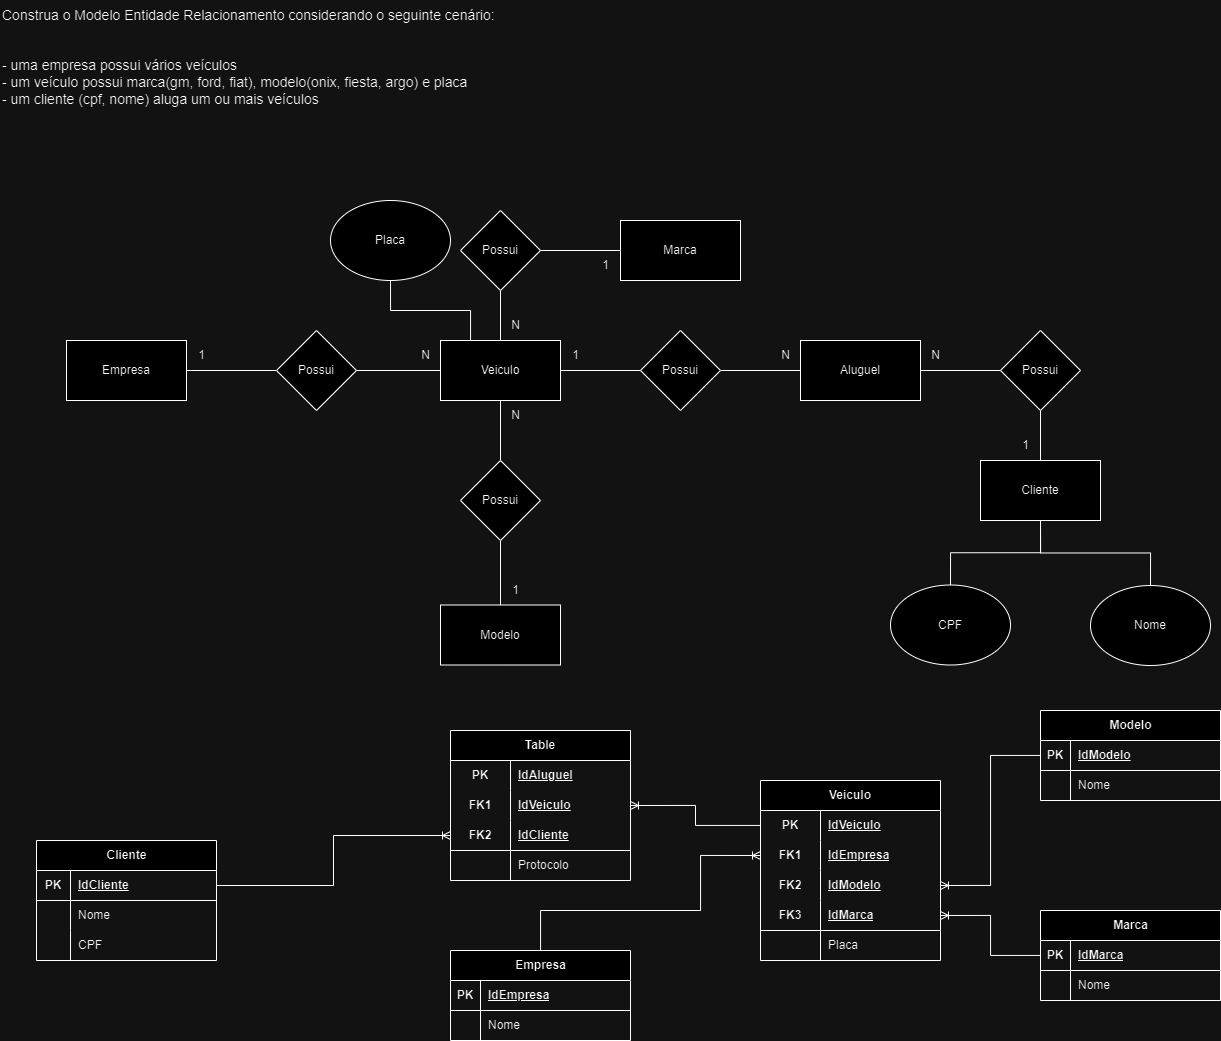 Construa o Modelo Entidade Relacionamento considerando o seguinte cenário:
- uma empresa possui vários veículos
- um veículo possui marca(gm, ford, fiat), modelo(onix, fiesta, argo) e placa
- um cliente (cpf, nome) aluga um ou mais veículos
Placa
Possui
Marca
1
N
Empresa
1
Possui
N
Veiculo
1
Possui
N
Aluguel
N
Possui
N
1
Possui
Cliente
1
Modelo
CPF
Nome
Table
PK IdAluguel
FK1 IdVeiculo
FK2 IdCliente
Protocolo
Modelo
PK IdModelo
Nome
Veiculo
PK IdVeiculo
FK1 IdEmpresa
FK2 IdModelo
FK3 IdMarca
Placa
Cliente
PK IdCliente
Nome
CPF
Marca
PK IdMarca
Nome
Empresa
PK IdEmpresa
Nome